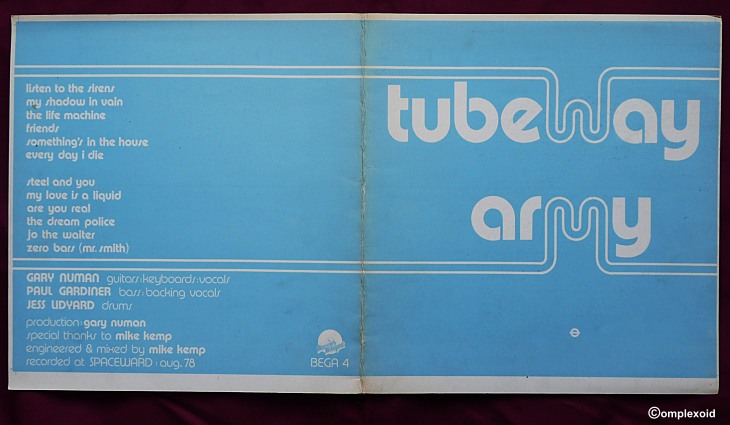 listen to the sirens
my shadow in vain
the life machine
friends
something's in the house
every day i die
steel and you
my love is a liquid
are you real
the dream police
jo the waiter
zero bars (mr. smith)
GARY NUMAN guitars:keyboards:vocals
PAUL GARDINER bass:backing vocals
JESS LIDYARD drums
production:gary numan
special thanks to mike kemp
engineered & mixed by mike kemp
recorded at SPACEWARD:aug.78
BEGA 4
tubeway
army
©omplexoid